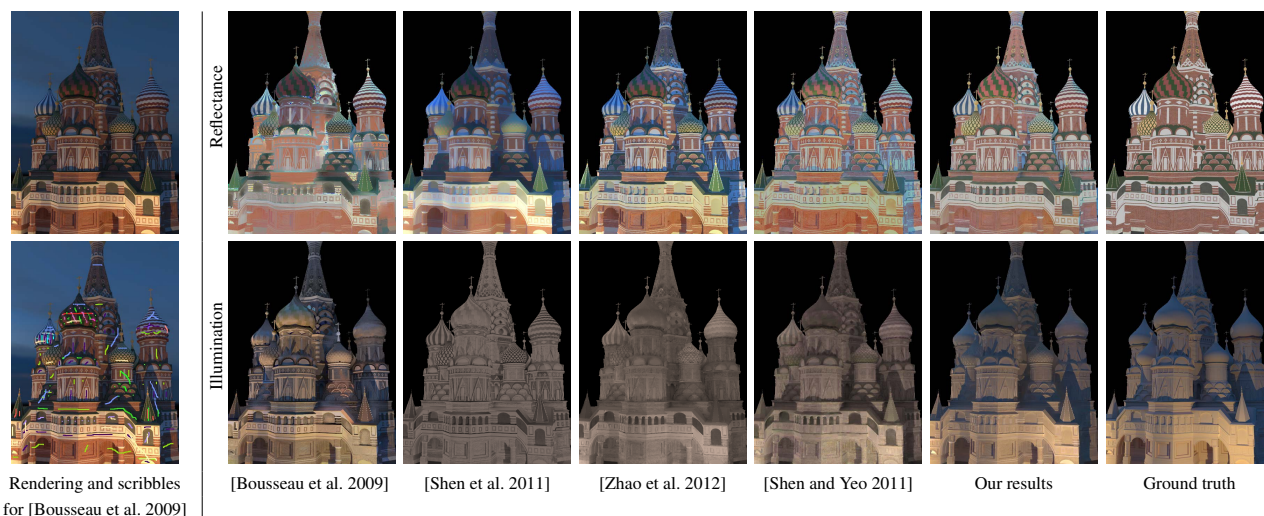 Reflectance
Illumination
Rendering and scribbles
for [Bousseau et al. 2009]
[Bousseau et al. 2009]
[Shen et al. 2011]
[Zhao et al. 2012]
[Shen and Yeo 2011]
Our results
Ground truth